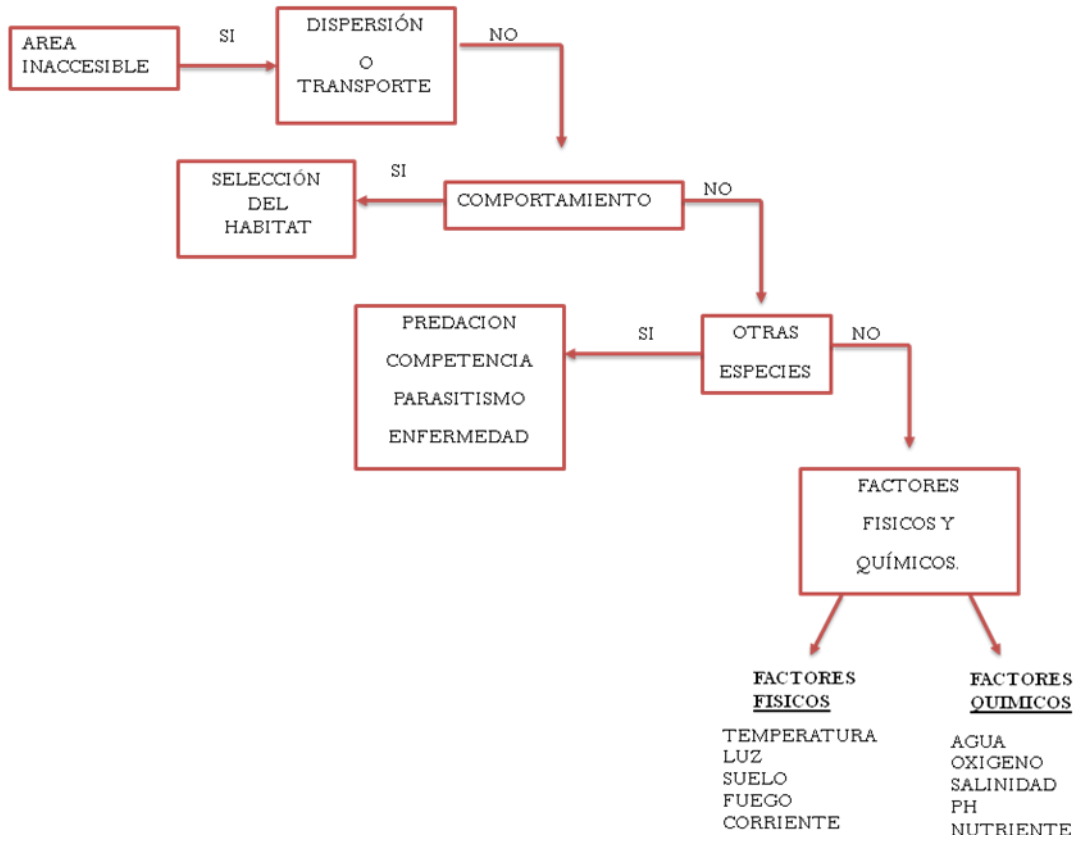 AREA
INACCESIBLE
SI
DISPERSIÓN
O
TRANSPORTE
NO
SELECCIÓN
DEL
HABITAT
SI
COMPORTAMIENTO
NO
PREDACION
COMPETENCIA
PARASITISMO
ENFERMEDAD
SI
OTRAS
ESPECIES
NO
FACTORES
FISICOS Y
QUÍMICOS.
FACTORES
FISICOS
TEMPERATURA
LUZ
SUELO
FUEGO
CORRIENTE
FACTORES
QUIMICOS
AGUA
OXIGENO
SALINIDAD
PH
NUTRIENTE